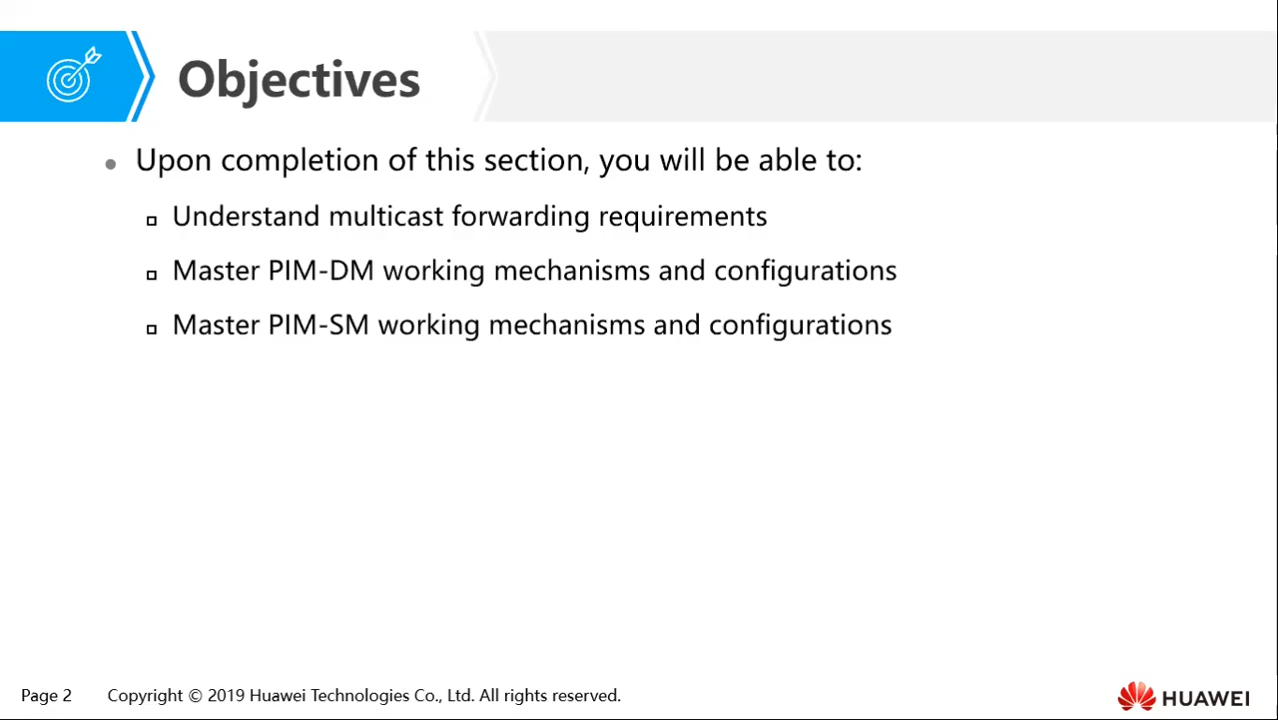 Objectives
Upon completion of this section, you will be able to:
Understand multicast forwarding requirements
Master PIM-DM working mechanisms and configurations
Master PIM-SM working mechanisms and configurations
Page 2 Copyright © 2019 Huawei Technologies Co., Ltd. All rights reserved.
HUAWEI